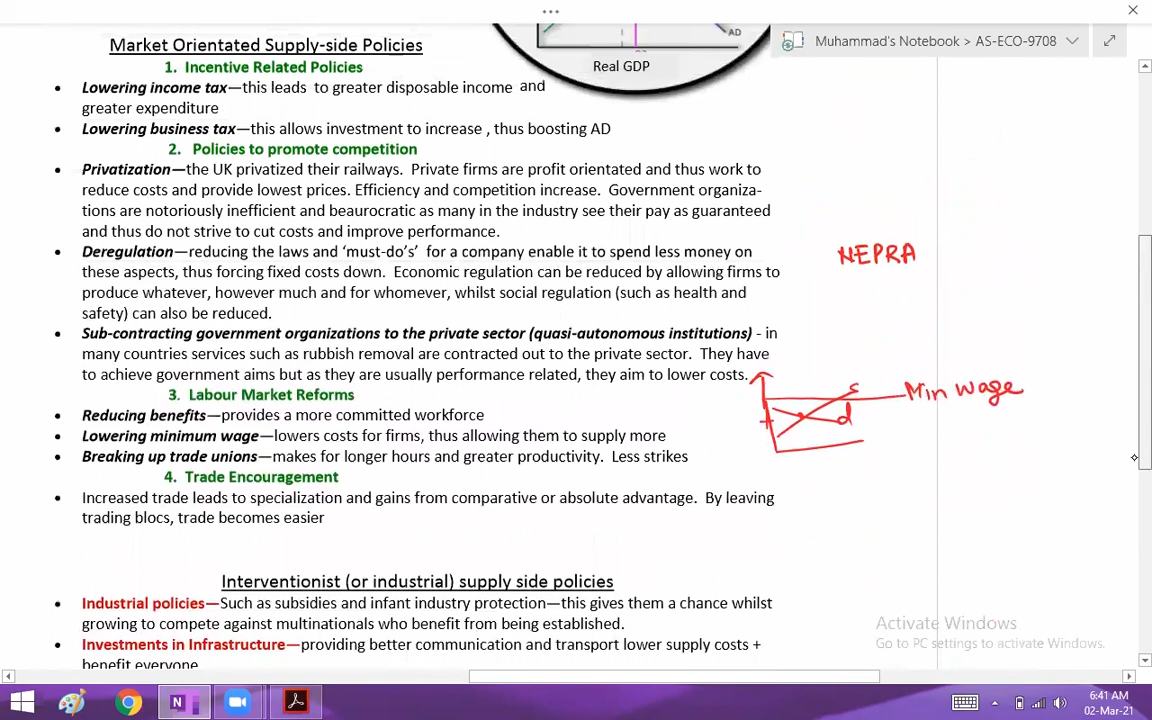 Muhammad's Notebook > AS-ECO-9708
AD
Real GDP
Market Orientated Supply-side Policies
1. Incentive Related Policies
• Lowering income tax—this leads to greater disposable income and
greater expenditure
• Lowering business tax—this allows investment to increase , thus boosting AD
2. Policies to promote competition
• Privatization—the UK privatized their railways. Private firms are profit orientated and thus work to
reduce costs and provide lowest prices. Efficiency and competition increase. Government organiza-
tions are notoriously inefficient and beaurocratic as many in the industry see their pay as guaranteed
and thus do not strive to cut costs and improve performance.
• Deregulation—reducing the laws and ‘must-do’s’ for a company enable it to spend less money on
these aspects, thus forcing fixed costs down. Economic regulation can be reduced by allowing firms to
produce whatever, however much and for whomever, whilst social regulation (such as health and
safety) can also be reduced.
NEPRA
• Sub-contracting government organizations to the private sector (quasi-autonomous institutions) - in
many countries services such as rubbish removal are contracted out to the private sector. They have
to achieve government aims but as they are usually performance related, they aim to lower costs.
3. Labour Market Reforms
• Reducing benefits—provides a more committed workforce
• Lowering minimum wage—lowers costs for firms, thus allowing them to supply more
• Breaking up trade unions—makes for longer hours and greater productivity. Less strikes
s
Min wage
d
4. Trade Encouragement
• Increased trade leads to specialization and gains from comparative or absolute advantage. By leaving
trading blocs, trade becomes easier
Interventionist (or industrial) supply side policies
• Industrial policies—Such as subsidies and infant industry protection—this gives them a chance whilst
growing to compete against multinationals who benefit from being established.
• Investments in Infrastructure—providing better communication and transport lower supply costs +
benefit everyone
Activate Windows
Go to PC settings to activate Windows.
6:41 AM
02-Mar-21